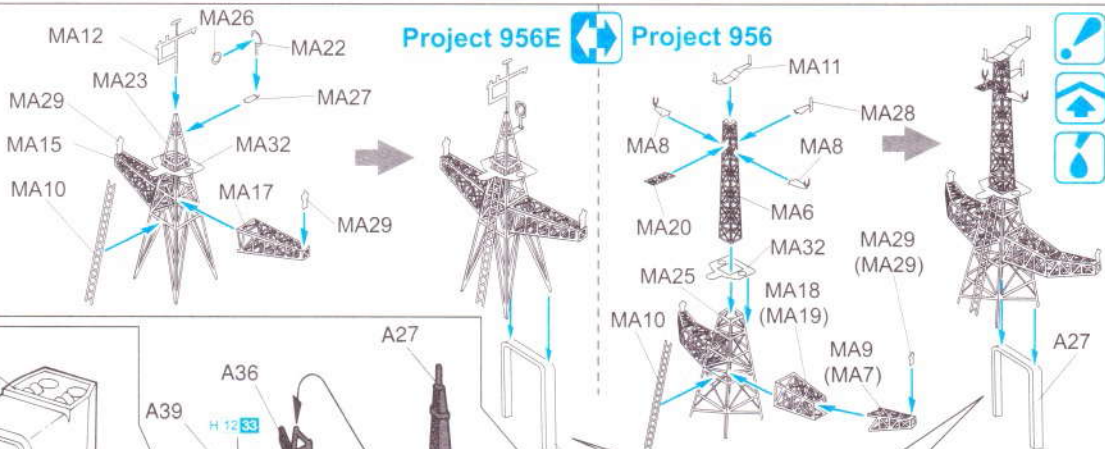 Project 956E
Project 956
MA12
MA26
MA22
MA23
MA27
MA29
MA15
MA32
MA10
MA17
MA29
MA11
MA28
MA8
MA8
MA20
MA6
MA32
MA25
MA18
(MA19)
MA29
(MA29)
MA10
MA9
(MA7)
A27
A27
A36
A39
H 12 33